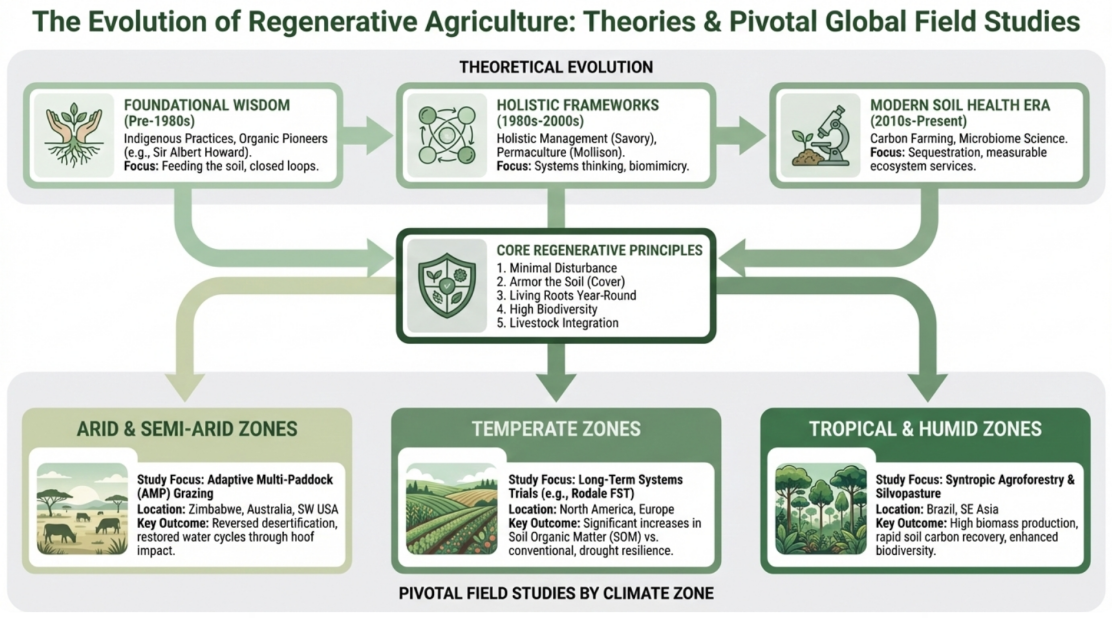 The Evolution of Regenerative Agriculture: Theories & Pivotal Global Field Studies
THEORETICAL EVOLUTION
FOUNDATIONAL WISDOM
(Pre-1980s)
Indigenous Practices, Organic Pioneers
(e.g., Sir Albert Howard).
Focus: Feeding the soil, closed loops.
HOLISTIC FRAMEWORKS
(1980s-2000s)
Holistic Management (Savory),
Permaculture (Mollison).
Focus: Systems thinking, biomimicry.
MODERN SOIL HEALTH ERA
(2010s-Present)
Carbon Farming, Microbiome Science.
Focus: Sequestration, measurable
ecosystem services.
CORE REGENERATIVE PRINCIPLES
1. Minimal Disturbance
2. Armor the Soil (Cover)
3. Living Roots Year-Round
4. High Biodiversity
5. Livestock Integration
ARID & SEMI-ARID ZONES
Study Focus: Adaptive Multi-Paddock
(AMP) Grazing
Location: Zimbabwe, Australia, SW USA
Key Outcome: Reversed desertification,
restored water cycles through hoof
impact.
TEMPERATE ZONES
Study Focus: Long-Term Systems
Trials (e.g., Rodale FST)
Location: North America, Europe
Key Outcome: Significant increases in
Soil Organic Matter (SOM) vs.
conventional, drought resilience.
TROPICAL & HUMID ZONES
Study Focus: Syntropic Agroforestry &
Silvopasture
Location: Brazil, SE Asia
Key Outcome: High biomass production,
rapid soil carbon recovery, enhanced
biodiversity.
PIVOTAL FIELD STUDIES BY CLIMATE ZONE